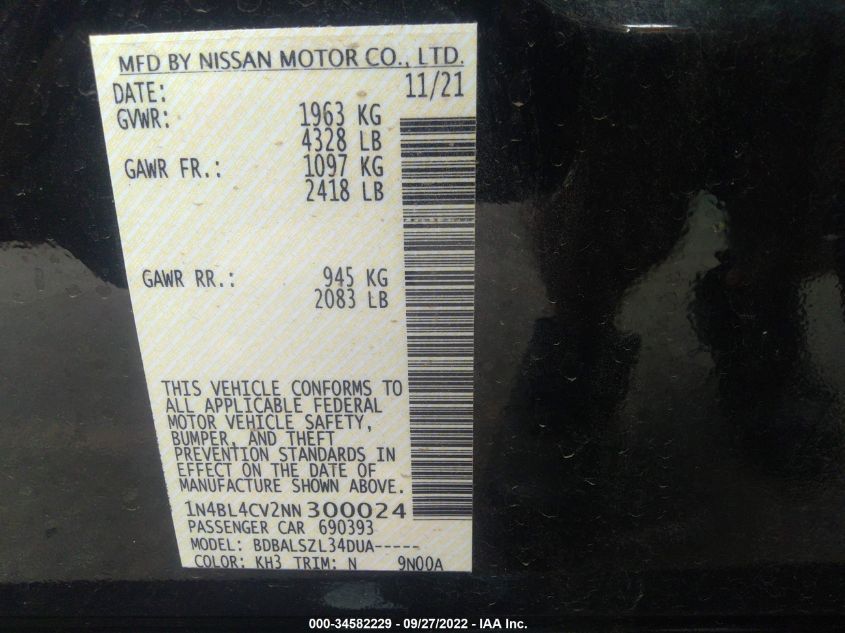 MFD BY NISSAN MOTOR CO., LTD.
DATE: 11/21
GVWR: 1963 KG
4328 LB
GAWR FR.: 1097 KG
2418 LB
GAWR RR.: 945 KG
2083 LB
THIS VEHICLE CONFORMS TO
ALL APPLICABLE FEDERAL
MOTOR VEHICLE SAFETY,
BUMPER, AND THEFT
PREVENTION STANDARDS IN
EFFECT ON THE DATE OF
MANUFACTURE SHOWN ABOVE.
1N4BL4CV2NN300024
PASSENGER CAR 690393
MODEL: BDBALSZL34DUA-----
COLOR: KH3 TRIM: N 9N00A
000-34582229 - 09/27/2022 - IAA Inc.